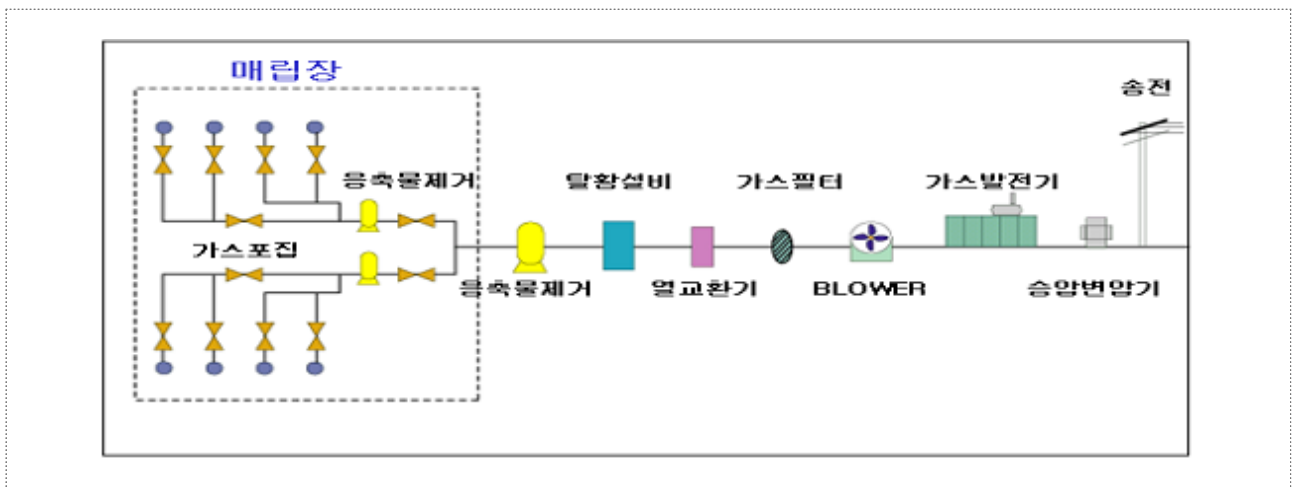 매립장
송전
응축물제거
탈황설비
가스필터
가스발전기
가스포집
응축물제거
열교환기
BLOWER
승압변압기